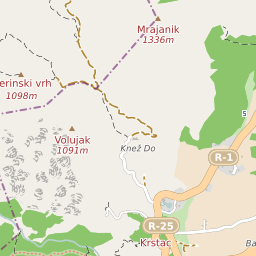 Mrajanik
1336m
erinski vrh
1098m
5
Volujak
1091m
Knež Do
R-1
R-25
Krstac
Ba